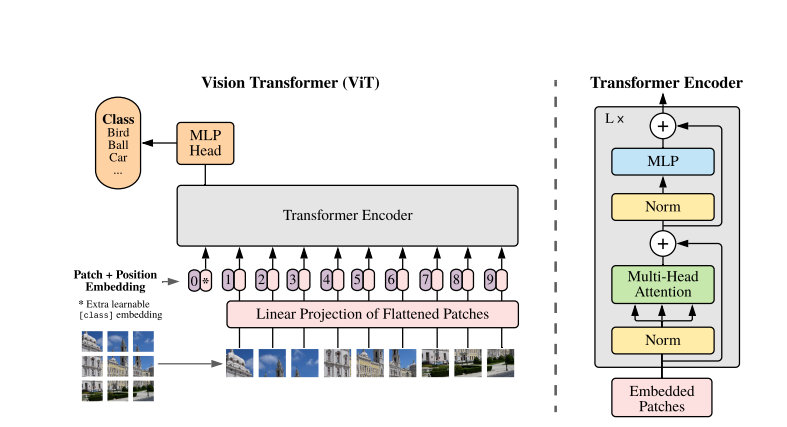 Vision Transformer (ViT)
Class
Bird
Ball
Car
...
MLP
Head
Transformer Encoder
Patch + Position
Embedding
* Extra learnable
[class] embedding
0 * 1 2 3 4 5 6 7 8 9
Linear Projection of Flattened Patches
Transformer Encoder
L x
+
MLP
Norm
+
Multi-Head
Attention
Norm
Embedded
Patches